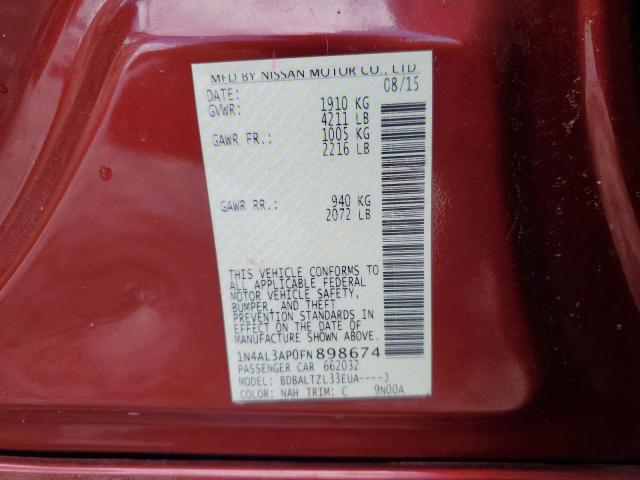 MFD BY NISSAN MOTOR CO., LTD
DATE: 08/15
GVWR: 1910 KG
4211 LB
GAWR FR.: 1005 KG
2216 LB
GAWR RR.: 940 KG
2072 LB
THIS VEHICLE CONFORMS TO
ALL APPLICABLE FEDERAL
MOTOR VEHICLE SAFETY,
BUMPER, AND THEFT
PREVENTION STANDARDS IN
EFFECT ON THE DATE OF
MANUFACTURE SHOWN ABOVE.
1N4AL3AP0FN898674
PASSENGER CAR 662032
MODEL: BDBALTZL33EUA----J
COLOR: NAH TRIM: C 9N00A